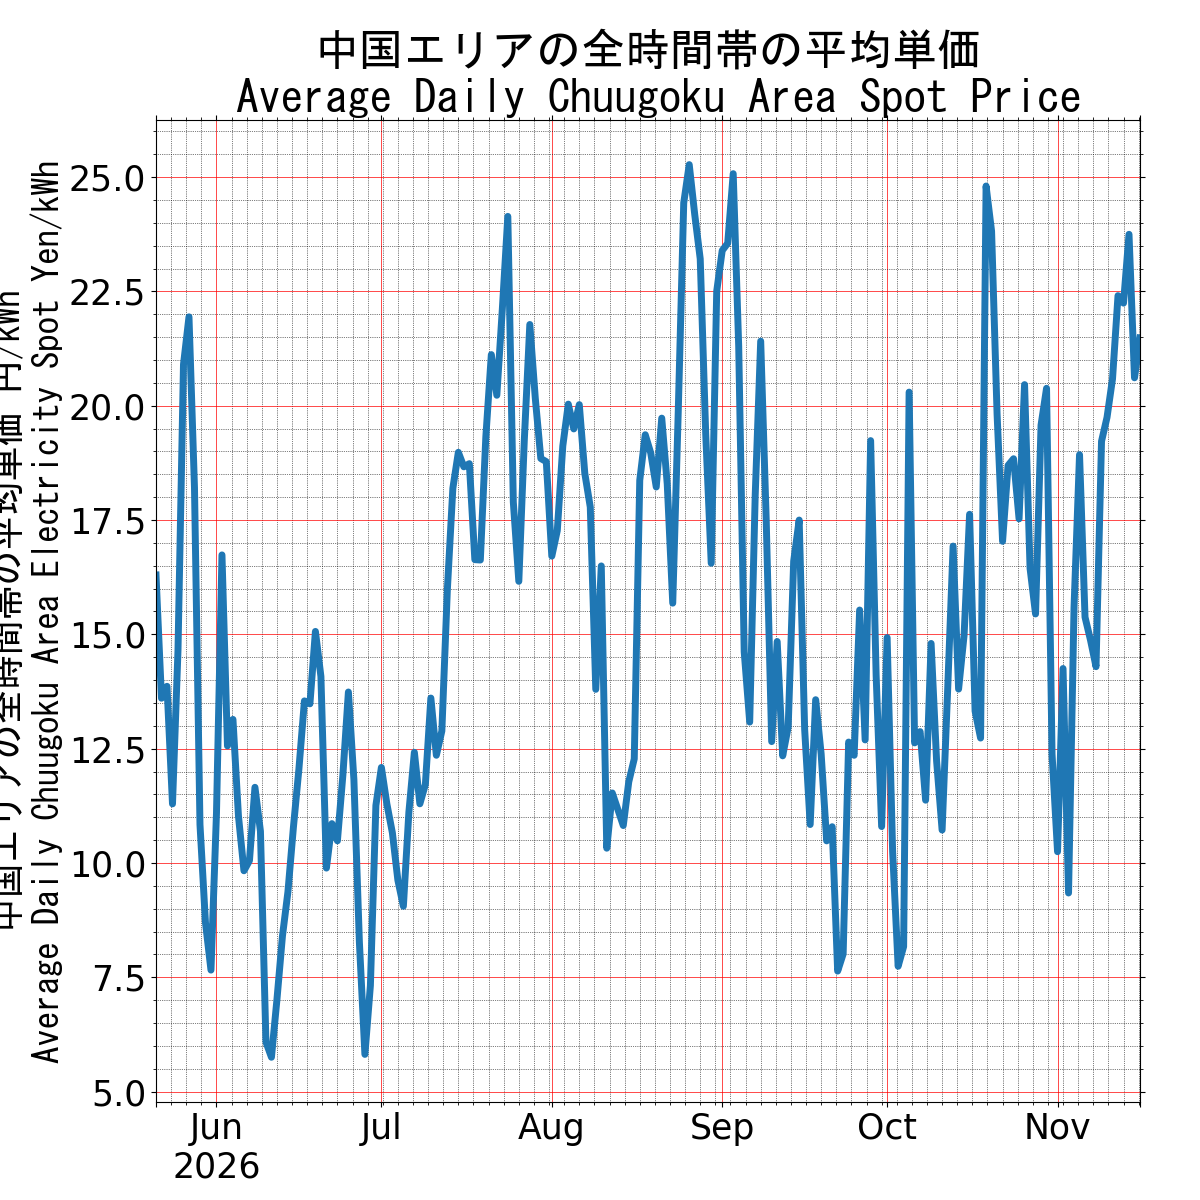 中国エリアの全時間帯の平均単価
Average Daily Chuugoku Area Spot Price
中国エリアの全時間帯の平均単価 円/kWh
Average Daily Chuugoku Area Electricity Spot Yen/kWh
25.0
22.5
20.0
17.5
15.0
12.5
10.0
7.5
5.0
Jun
Jul
Aug
Sep
Oct
Nov
2026